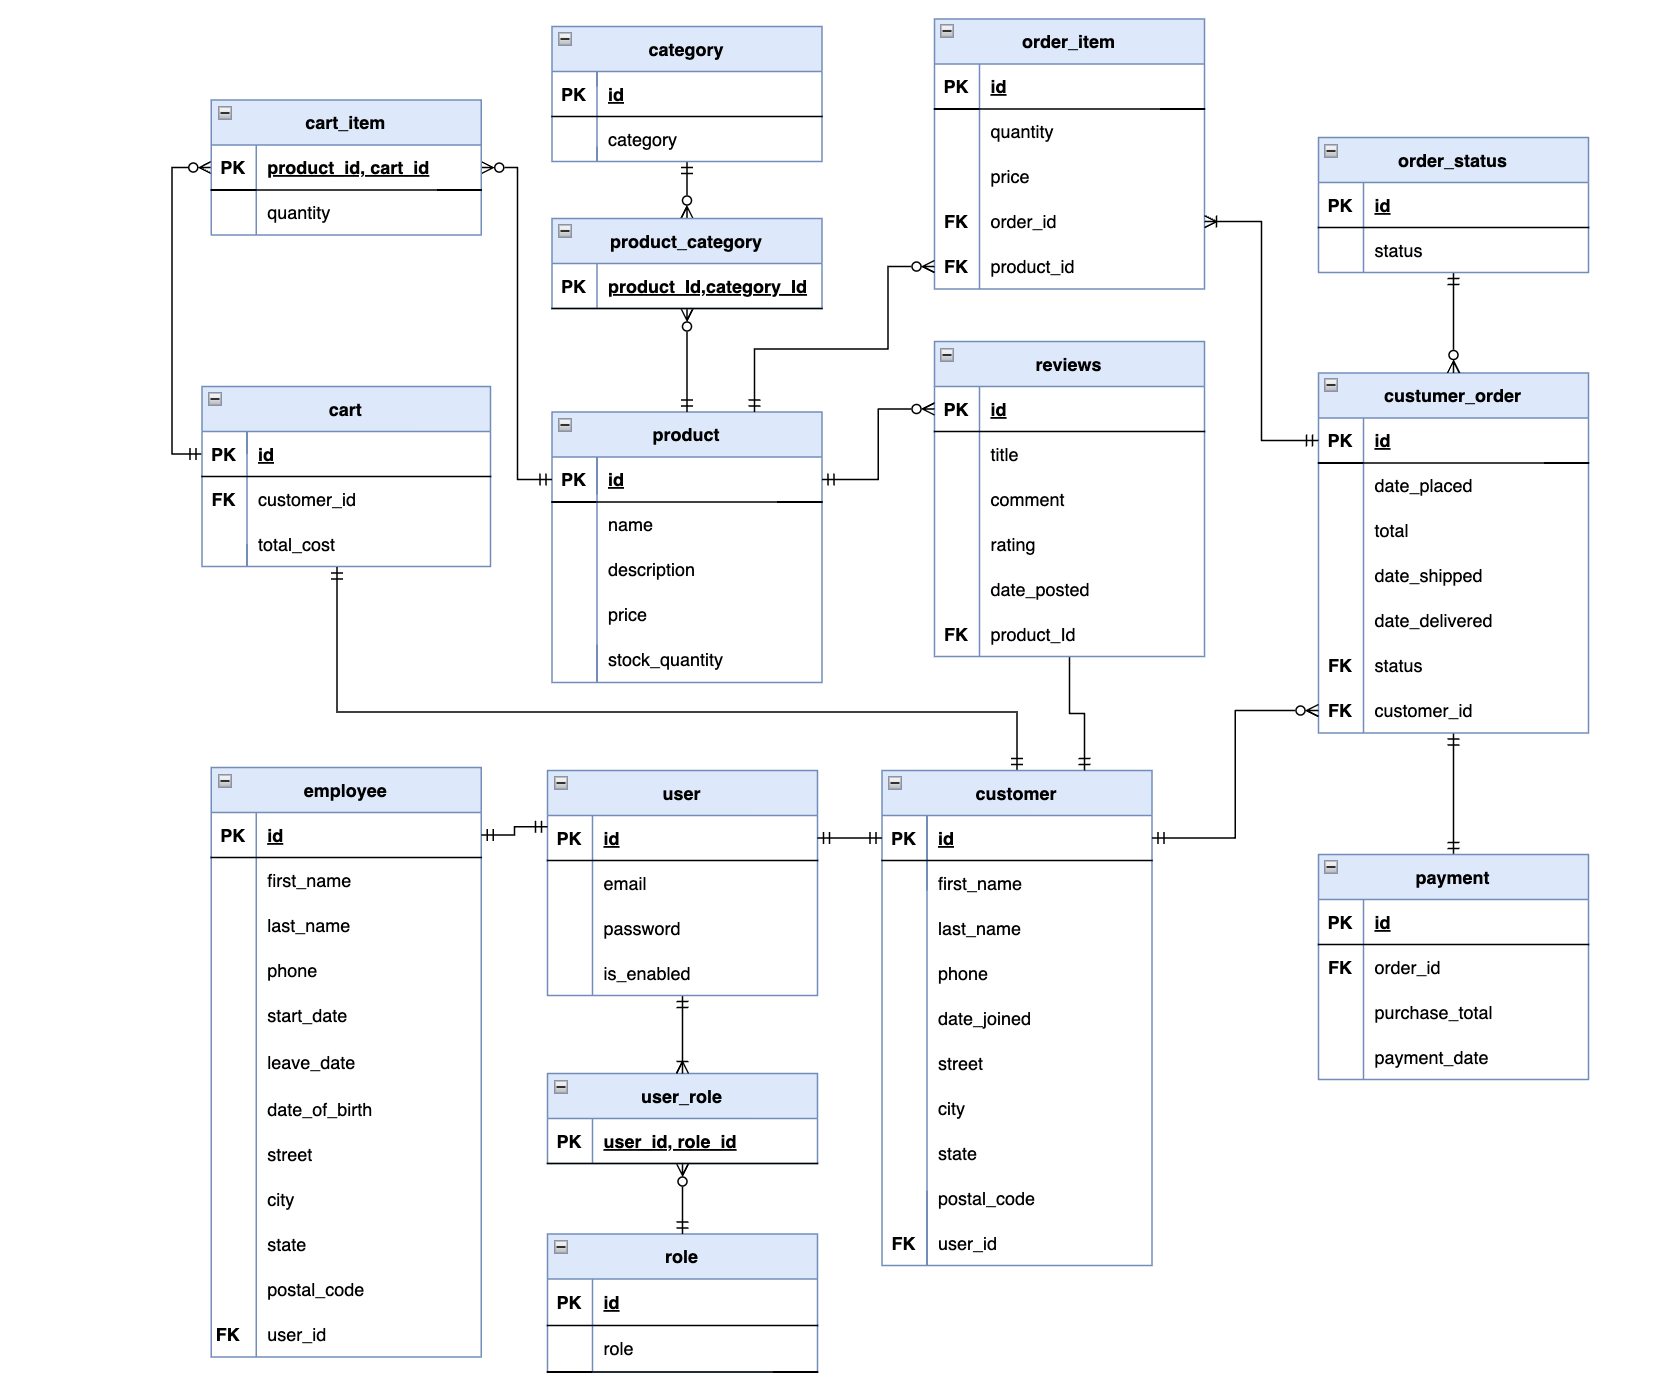 category
PK id
category
order_item
PK id
quantity
price
FK order_id
FK product_id
cart_item
PK product_id, cart_id
quantity
order_status
PK id
status
product_category
PK product_Id,category_Id
reviews
PK id
title
comment
rating
date_posted
FK product_Id
cart
PK id
FK customer_id
total_cost
product
PK id
name
description
price
stock_quantity
custumer_order
PK id
date_placed
total
date_shipped
date_delivered
FK status
FK customer_id
employee
PK id
first_name
last_name
phone
start_date
leave_date
date_of_birth
street
city
state
postal_code
FK user_id
user
PK id
email
password
is_enabled
customer
PK id
first_name
last_name
phone
date_joined
street
city
state
postal_code
FK user_id
payment
PK id
FK order_id
purchase_total
payment_date
user_role
PK user_id, role_id
role
PK id
role